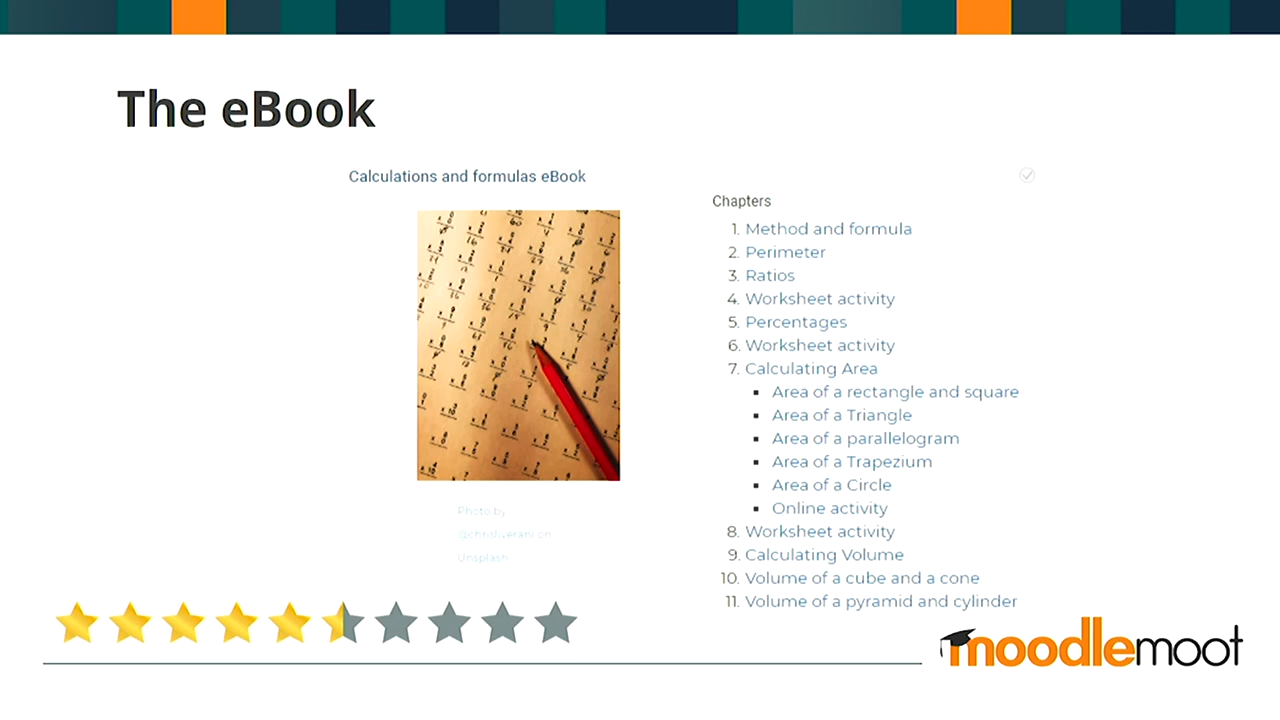 The eBook
Calculations and formulas eBook
Photo by
@chrisliverani on
Unsplash
Chapters
1. Method and formula
2. Perimeter
3. Ratios
4. Worksheet activity
5. Percentages
6. Worksheet activity
7. Calculating Area
▪ Area of a rectangle and square
▪ Area of a Triangle
▪ Area of a parallelogram
▪ Area of a Trapezium
▪ Area of a Circle
▪ Online activity
8. Worksheet activity
9. Calculating Volume
10. Volume of a cube and a cone
11. Volume of a pyramid and cylinder
moodlemoot